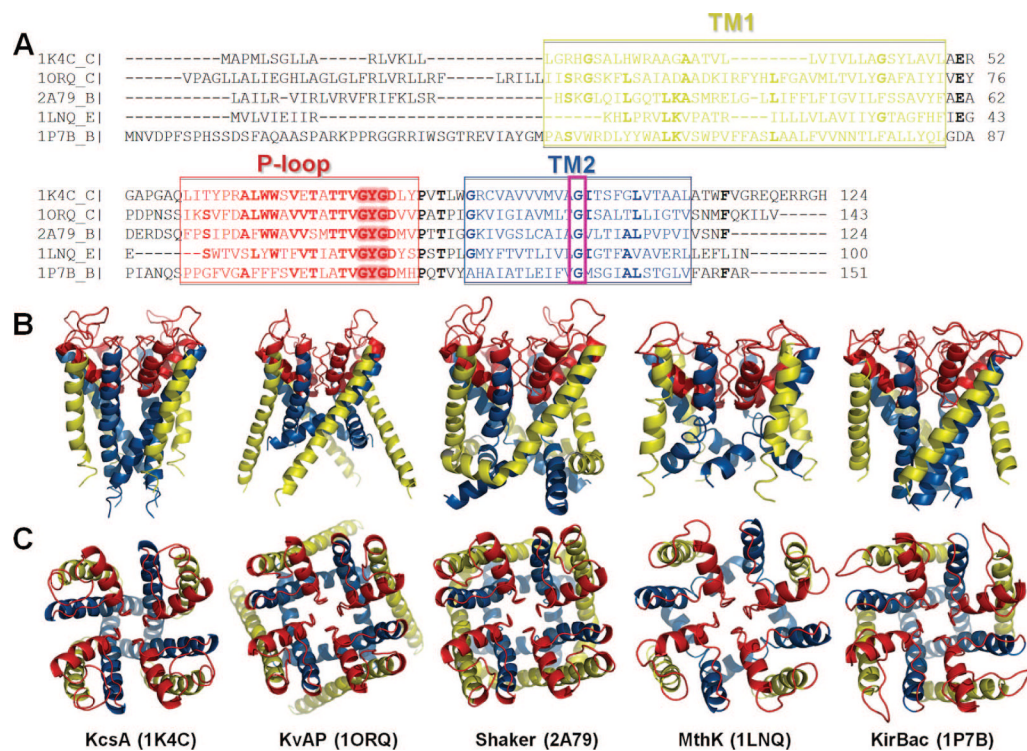 TM1
A
1K4C_C| -------MAPMLSGLLA-----RLVKLL---------LGRHGSALHWRAAGAATVL------LVIVLLAGSYLAVLAER 52
1ORQ_C| -----VPAGLLALIEGHLAGLGLFRLVRLLRF-----LRILLIISRGSKFLSAIADAADKIRFYHLFGAVMLTVLYGAFAIYIVEY 76
2A79_B| ---------LAILR-VIRLVRVFRIFKLSR---------HSKGLQILGQTLKASMRELG-LLIFFLFIGVILFSSAVYFAEA 62
1LNQ_E| ---------MVLVIEIIR-----------------KHLPRVLKVPATRILLLVLAVIIYGTAGFHFIEG 43
1P7B_B| MNVDPFSPHSSDSFAQAASPARKPPRGGRRIWSGTREVIAYGMPASVWRDLYYWALKVSWPVFFASLAALFVVNNTLFALLYQLGDA 87
P-loop TM2
1K4C_C| GAPGAQLITYPRALWWSVETATTVGYGDLYPVTLWGRCVAVVVMVAGITSFGLVTAALATWFVGREQERRGH 124
1ORQ_C| PDPNSSIKSVFDALWWAVVTATTVGYGDVVPATPIGKVIGIAVMLTGISALTLLIGTVSNMFQKILV----- 143
2A79_B| DERDSQFPSIPDAFWWAVVSMTTVGYGDMVPTTIGGKIVGSLCAIAGVLTIALPVPVIVSNF---------- 124
1LNQ_E| E------SWTVSLYWTFVTIATVGYGDYSPSTPLGMYFTVTLIVLGIGTFAVAVERLLEFLIN--------- 100
1P7B_B| PIANQSPPGFVGAFFFSVETLATVGYGDMHPQTVYAHAIATLEIFVGMSGIALSTGLVFARFAR-------- 151
B
C
KcsA (1K4C) KvAP (1ORQ) Shaker (2A79) MthK (1LNQ) KirBac (1P7B)